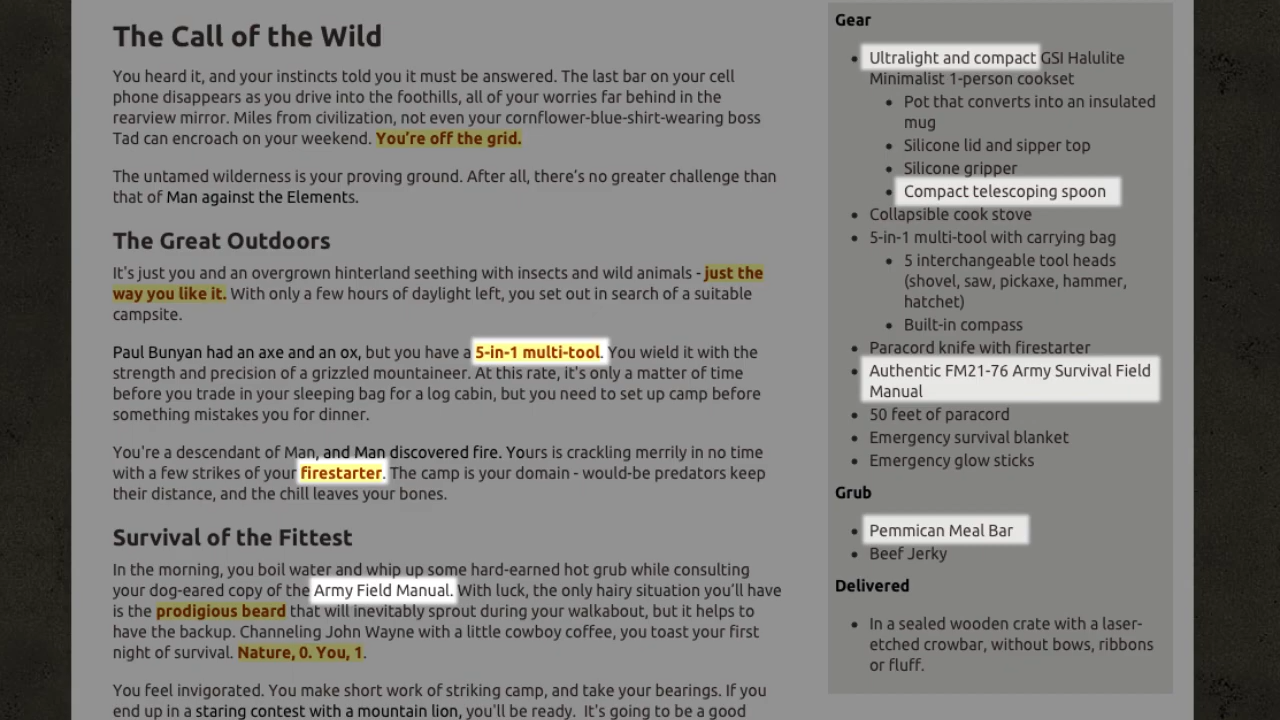 The Call of the Wild
You heard it, and your instincts told you it must be answered. The last bar on your cell
phone disappears as you drive into the foothills, all of your worries far behind in the
rearview mirror. Miles from civilization, not even your cornflower-blue-shirt-wearing boss
Tad can encroach on your weekend. You’re off the grid.
The untamed wilderness is your proving ground. After all, there’s no greater challenge than
that of Man against the Elements.
The Great Outdoors
It's just you and an overgrown hinterland seething with insects and wild animals - just the
way you like it. With only a few hours of daylight left, you set out in search of a suitable
campsite.
Paul Bunyan had an axe and an ox, but you have a 5-in-1 multi-tool. You wield it with the
strength and precision of a grizzled mountaineer. At this rate, it's only a matter of time
before you trade in your sleeping bag for a log cabin, but you need to set up camp before
something mistakes you for dinner.
You're a descendant of Man, and Man discovered fire. Yours is crackling merrily in no time
with a few strikes of your firestarter. The camp is your domain - would-be predators keep
their distance, and the chill leaves your bones.
Survival of the Fittest
In the morning, you boil water and whip up some hard-earned hot grub while consulting
your dog-eared copy of the Army Field Manual. With luck, the only hairy situation you'll have
is the prodigious beard that will inevitably sprout during your walkabout, but it helps to
have the backup. Channeling John Wayne with a little cowboy coffee, you toast your first
night of survival. Nature, 0. You, 1.
You feel invigorated. You make short work of striking camp, and take your bearings. If you
end up in a staring contest with a mountain lion, you'll be ready. It's going to be a good
Gear
• Ultralight and compact GSI Halulite
Minimalist 1-person cookset
• Pot that converts into an insulated
mug
• Silicone lid and sipper top
• Silicone gripper
• Compact telescoping spoon
• Collapsible cook stove
• 5-in-1 multi-tool with carrying bag
• 5 interchangeable tool heads
(shovel, saw, pickaxe, hammer,
hatchet)
• Built-in compass
• Paracord knife with firestarter
• Authentic FM21-76 Army Survival Field
Manual
• 50 feet of paracord
• Emergency survival blanket
• Emergency glow sticks
Grub
• Pemmican Meal Bar
• Beef Jerky
Delivered
• In a sealed wooden crate with a laser-
etched crowbar, without bows, ribbons
or fluff.